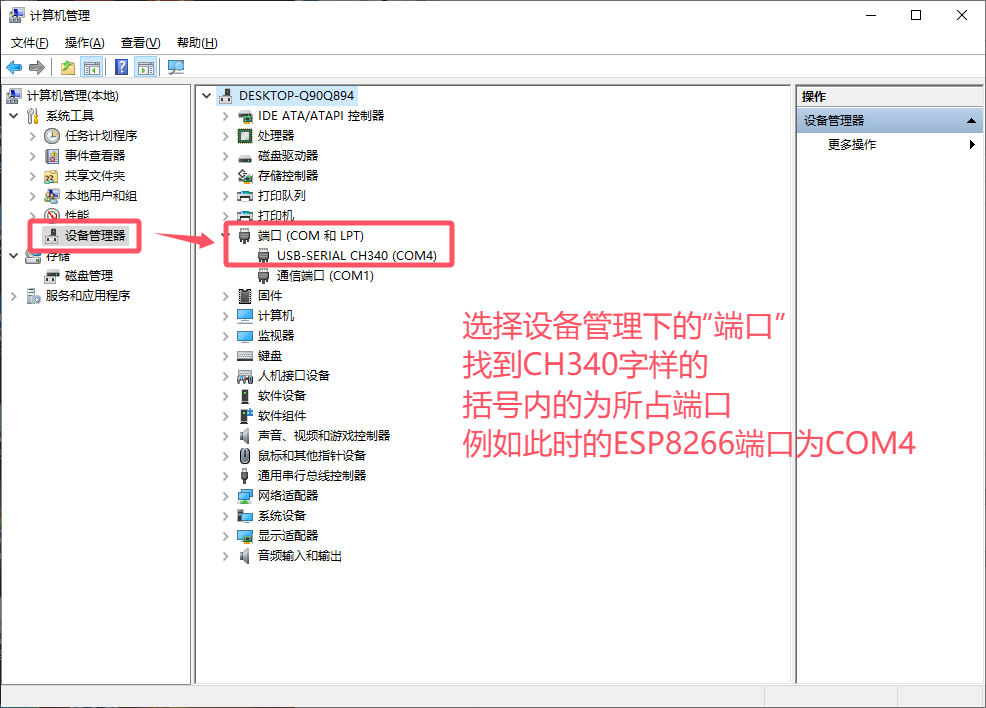 计算机管理
文件(F) 操作(A) 查看(V) 帮助(H)
计算机管理(本地)
系统工具
任务计划程序
事件查看器
共享文件夹
本地用户和组
性能
设备管理器
存储
磁盘管理
服务和应用程序
DESKTOP-Q90Q894
IDE ATA/ATAPI 控制器
处理器
磁盘驱动器
存储控制器
打印队列
打印机
端口 (COM 和 LPT)
USB-SERIAL CH340 (COM4)
通信端口 (COM1)
固件
计算机
监视器
键盘
人机接口设备
软件设备
软件组件
声音、视频和游戏控制器
鼠标和其他指针设备
通用串行总线控制器
网络适配器
系统设备
显示适配器
音频输入和输出
选择设备管理下的“端口”
找到CH340字样的
括号内的为所占端口
例如此时的ESP8266端口为COM4
操作
设备管理器
更多操作